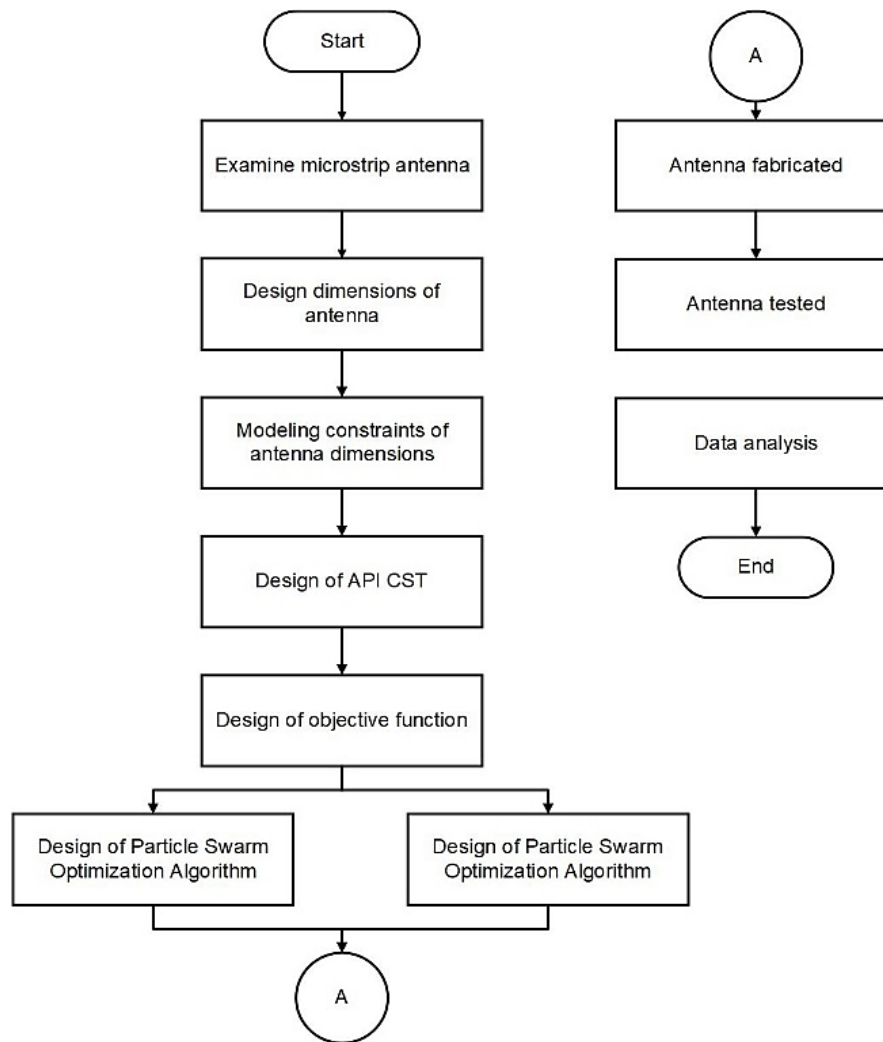 Start
Examine microstrip antenna
Design dimensions of
antenna
Modeling constraints of
antenna dimensions
Design of API CST
Design of objective function
Design of Particle Swarm
Optimization Algorithm
Design of Particle Swarm
Optimization Algorithm
A
A
Antenna fabricated
Antenna tested
Data analysis
End